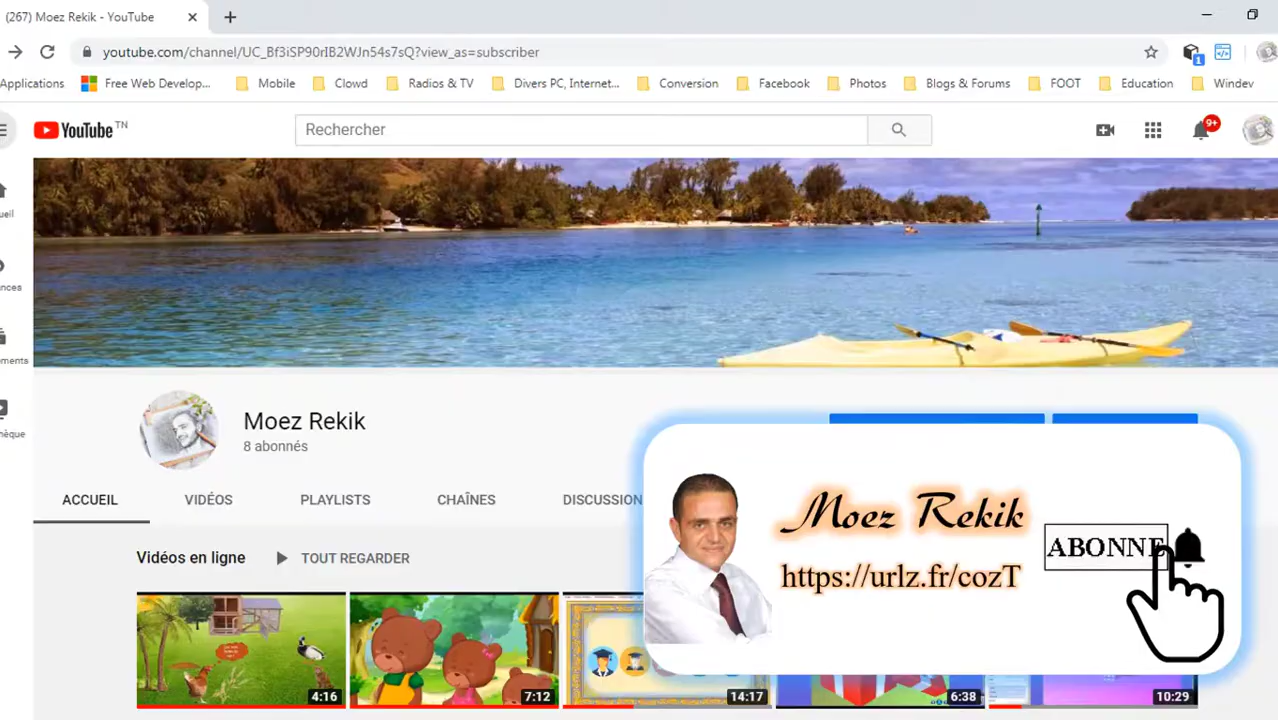 (267) Moez Rekik - YouTube
youtube.com/channel/UC_Bf3iSP90rIB2WJn54s7sQ?view_as=subscriber
Applications Free Web Develop... Mobile Clowd Radios & TV Divers PC, Internet... Conversion Facebook Photos Blogs & Forums FOOT Education Windev
1
YouTube TN
Rechercher
9+
Moez Rekik
8 abonnés
ACCUEIL VIDÉOS PLAYLISTS CHAÎNES DISCUSSION
Vidéos en ligne TOUT REGARDER
4:16 7:12 14:17 6:38 10:29
Moez Rekik
https://urlz.fr/cozT
ABONNE